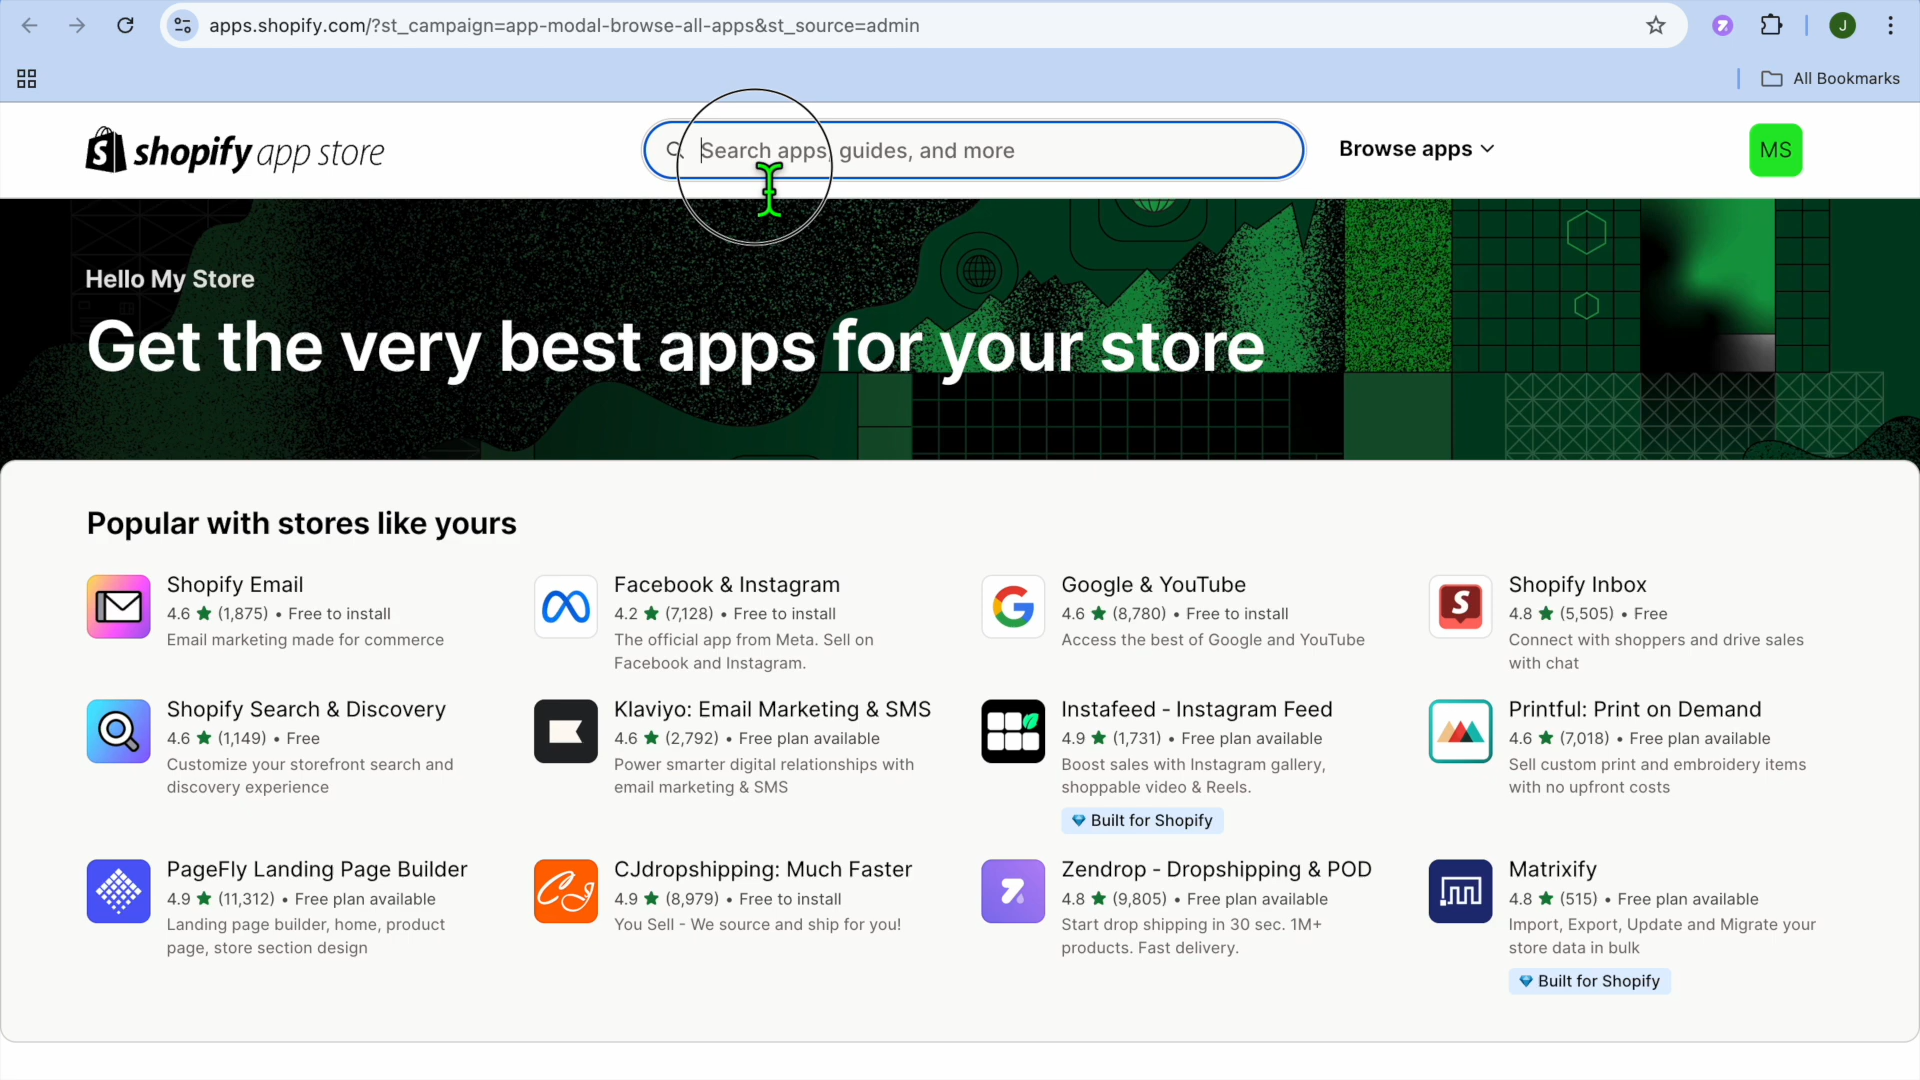 apps.shopify.com/?st_campaign=app-modal-browse-all-apps&st_source=admin
J
All Bookmarks
shopify app store
Search apps, guides, and more
Browse apps
MS
Hello My Store
Get the very best apps for your store
Popular with stores like yours
Shopify Email
4.6 ★ (1,875) • Free to install
Email marketing made for commerce
Facebook & Instagram
4.2 ★ (7,128) • Free to install
The official app from Meta. Sell on
Facebook and Instagram.
Google & YouTube
4.6 ★ (8,780) • Free to install
Access the best of Google and YouTube
Shopify Inbox
4.8 ★ (5,505) • Free
Connect with shoppers and drive sales
with chat
Shopify Search & Discovery
4.6 ★ (1,149) • Free
Customize your storefront search and
discovery experience
Klaviyo: Email Marketing & SMS
4.6 ★ (2,792) • Free plan available
Power smarter digital relationships with
email marketing & SMS
Instafeed - Instagram Feed
4.9 ★ (1,731) • Free plan available
Boost sales with Instagram gallery,
shoppable video & Reels.
Built for Shopify
Printful: Print on Demand
4.6 ★ (7,018) • Free plan available
Sell custom print and embroidery items
with no upfront costs
PageFly Landing Page Builder
4.9 ★ (11,312) • Free plan available
Landing page builder, home, product
page, store section design
CJdropshipping: Much Faster
4.9 ★ (8,979) • Free to install
You Sell - We source and ship for you!
Zendrop - Dropshipping & POD
4.8 ★ (9,805) • Free plan available
Start drop shipping in 30 sec. 1M+
products. Fast delivery.
Matrixify
4.8 ★ (515) • Free plan available
Import, Export, Update and Migrate your
store data in bulk
Built for Shopify